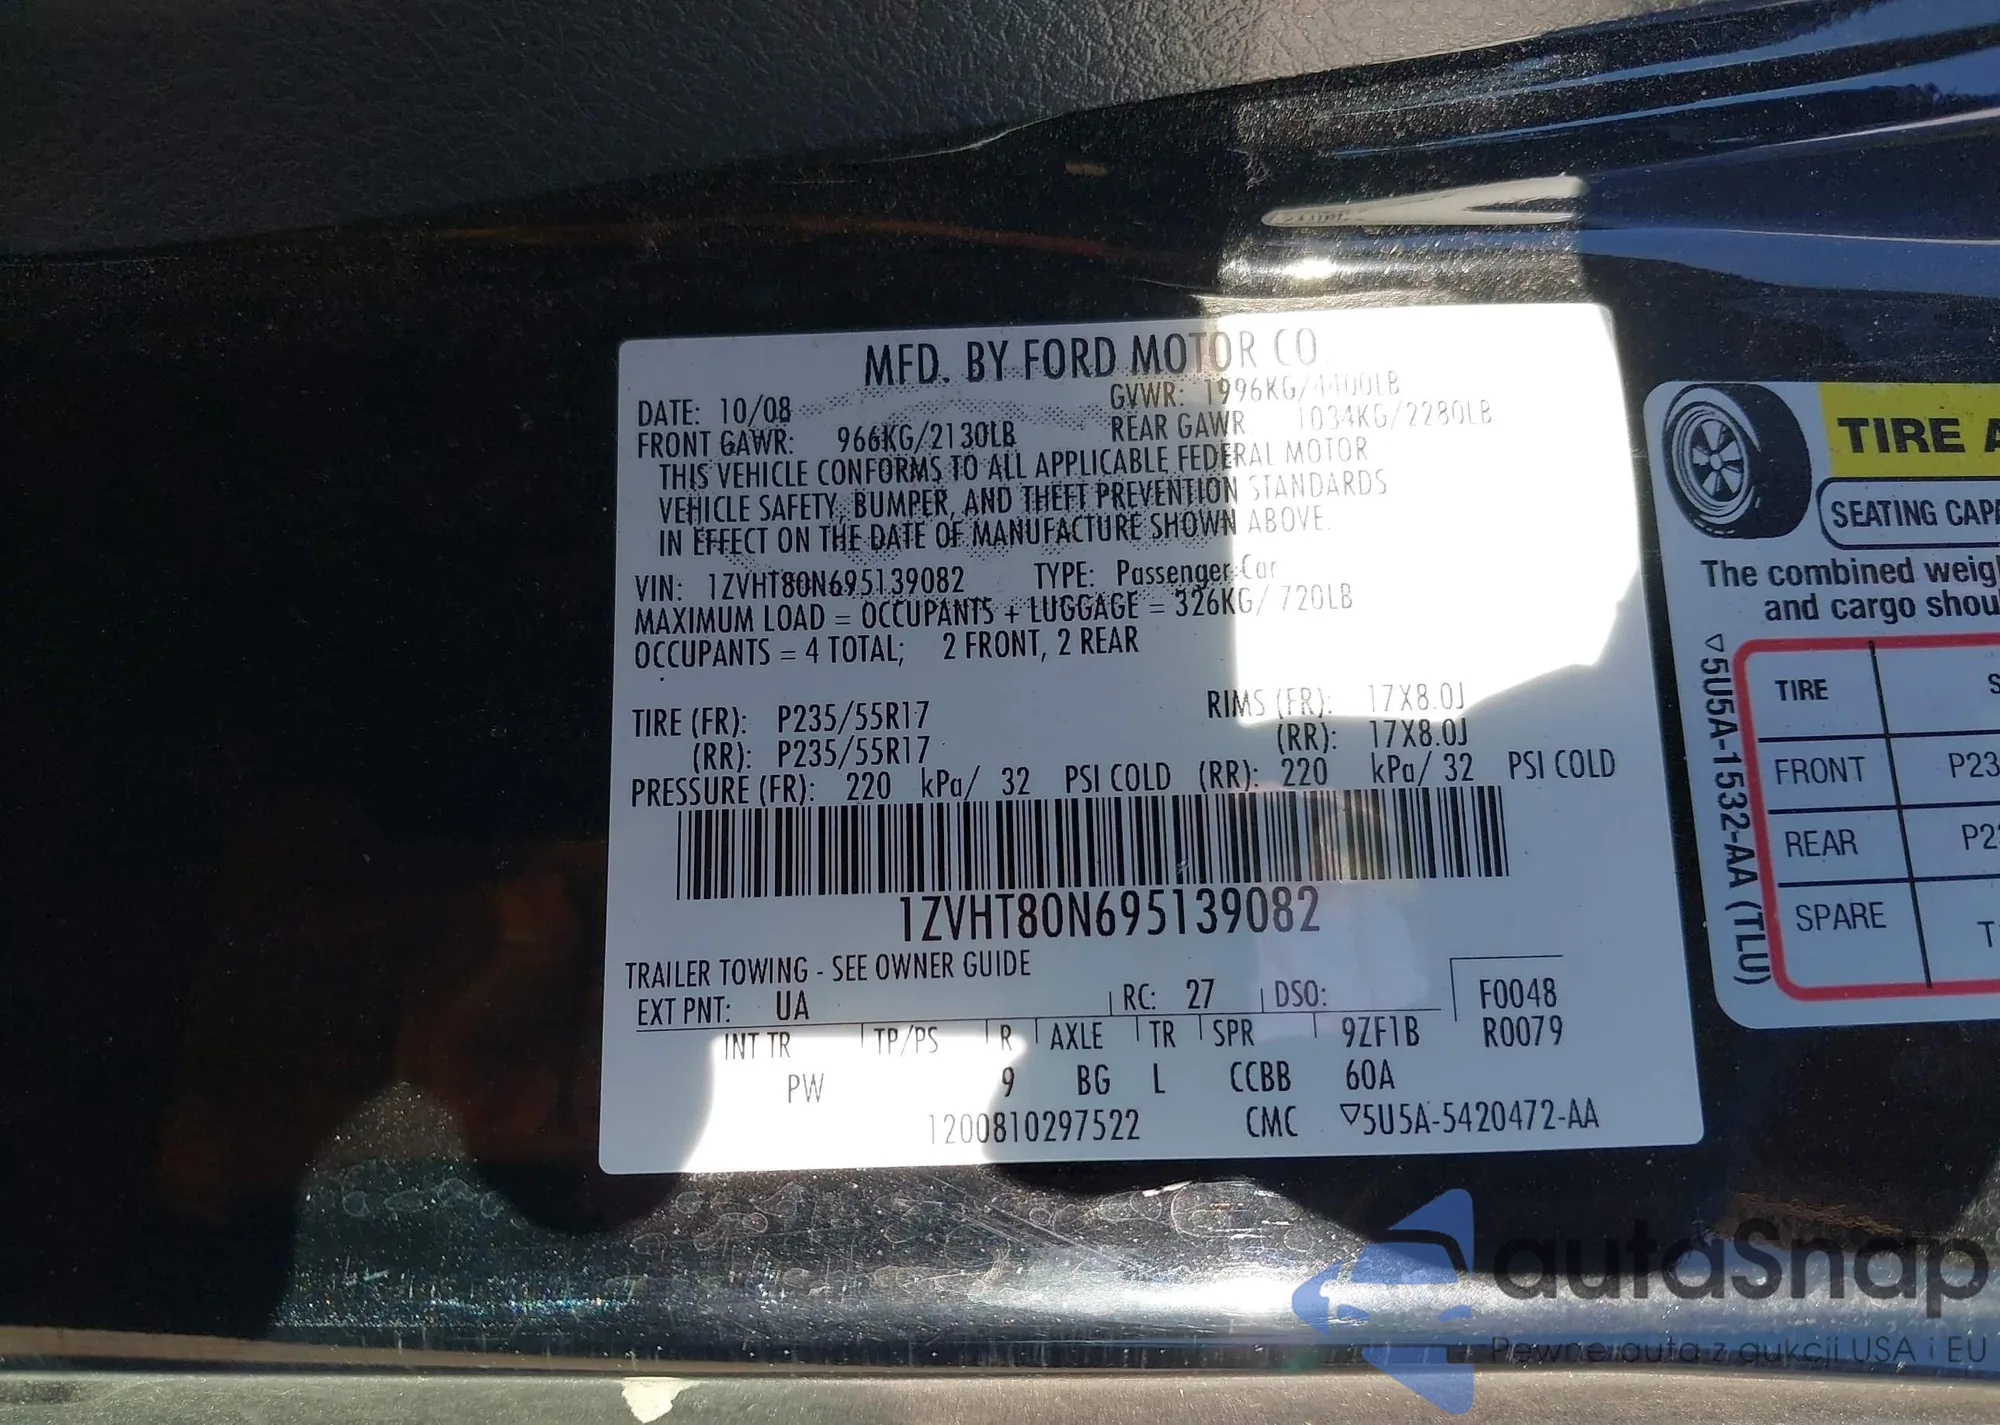 MFD. BY FORD MOTOR CO.
DATE: 10/08 GVWR: 1996KG/4400LB
FRONT GAWR: 966KG/2130LB REAR GAWR: 1034KG/2280LB
THIS VEHICLE CONFORMS TO ALL APPLICABLE FEDERAL MOTOR
VEHICLE SAFETY, BUMPER, AND THEFT PREVENTION STANDARDS
IN EFFECT ON THE DATE OF MANUFACTURE SHOWN ABOVE.
VIN: 1ZVHT80N695139082 TYPE: Passenger Car
MAXIMUM LOAD = OCCUPANTS + LUGGAGE = 326KG/ 720LB
OCCUPANTS = 4 TOTAL; 2 FRONT, 2 REAR
TIRE (FR): P235/55R17 RIMS (FR): 17X8.0J
(RR): P235/55R17 (RR): 17X8.0J
PRESSURE (FR): 220 kPa/ 32 PSI COLD (RR): 220 kPa/ 32 PSI COLD
1ZVHT80N695139082
TRAILER TOWING - SEE OWNER GUIDE
EXT PNT: UA RC: 27 DSO: F0048
INT TR TP/PS R AXLE TR SPR 9ZF1B R0079
PW 9 BG L CCBB 60A
1200810297522 CMC ▽5U5A-5420472-AA
TIRE
SEATING
The combined
and cargo
▽5U5A-1532-AA (TLU)
TIRE
FRONT
REAR
SPARE
autaSnap
Pewne auta z aukcji USA i EU